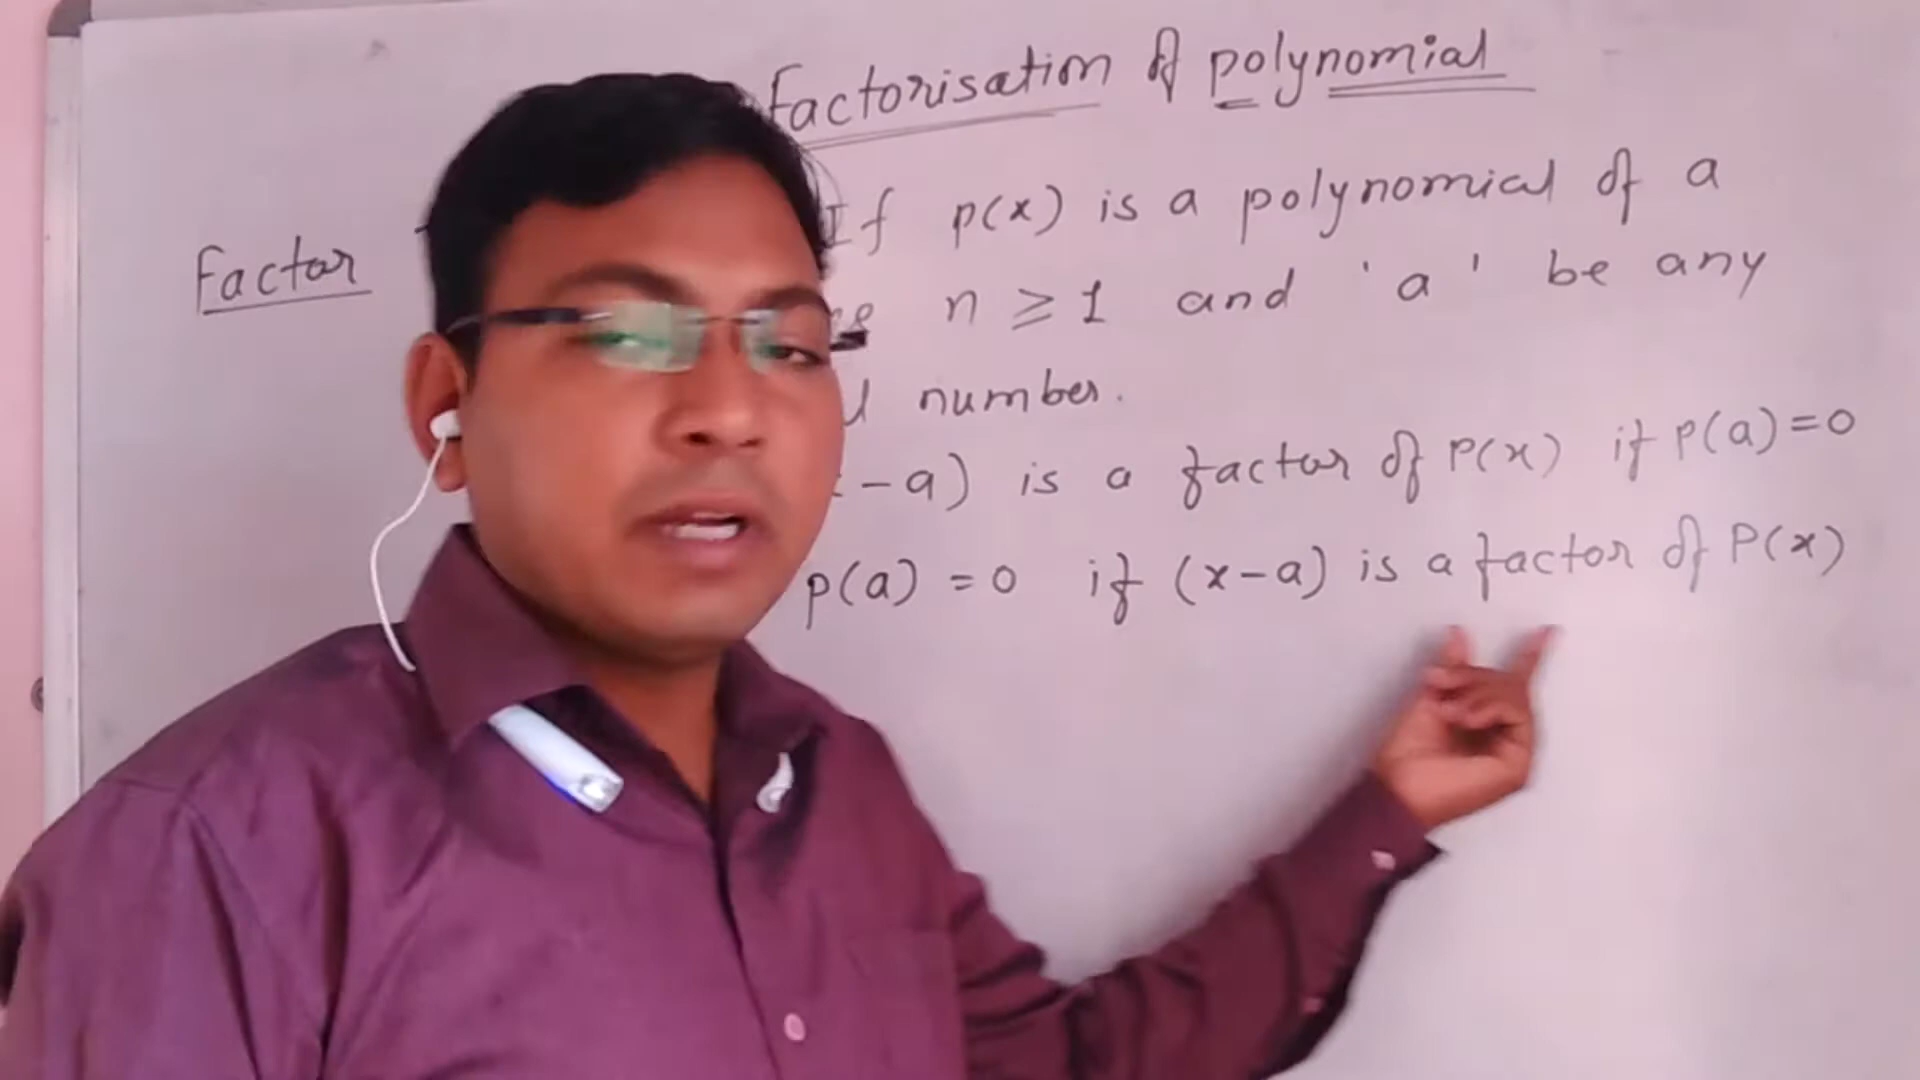 Factorisation of polynomial
Factor If p(x) is a polynomial of a
n ≥ 1 and 'a' be any
number.
-a) is a factor of P(x) if P(a)=0
p(a) = 0 if (x-a) is a factor of P(x)